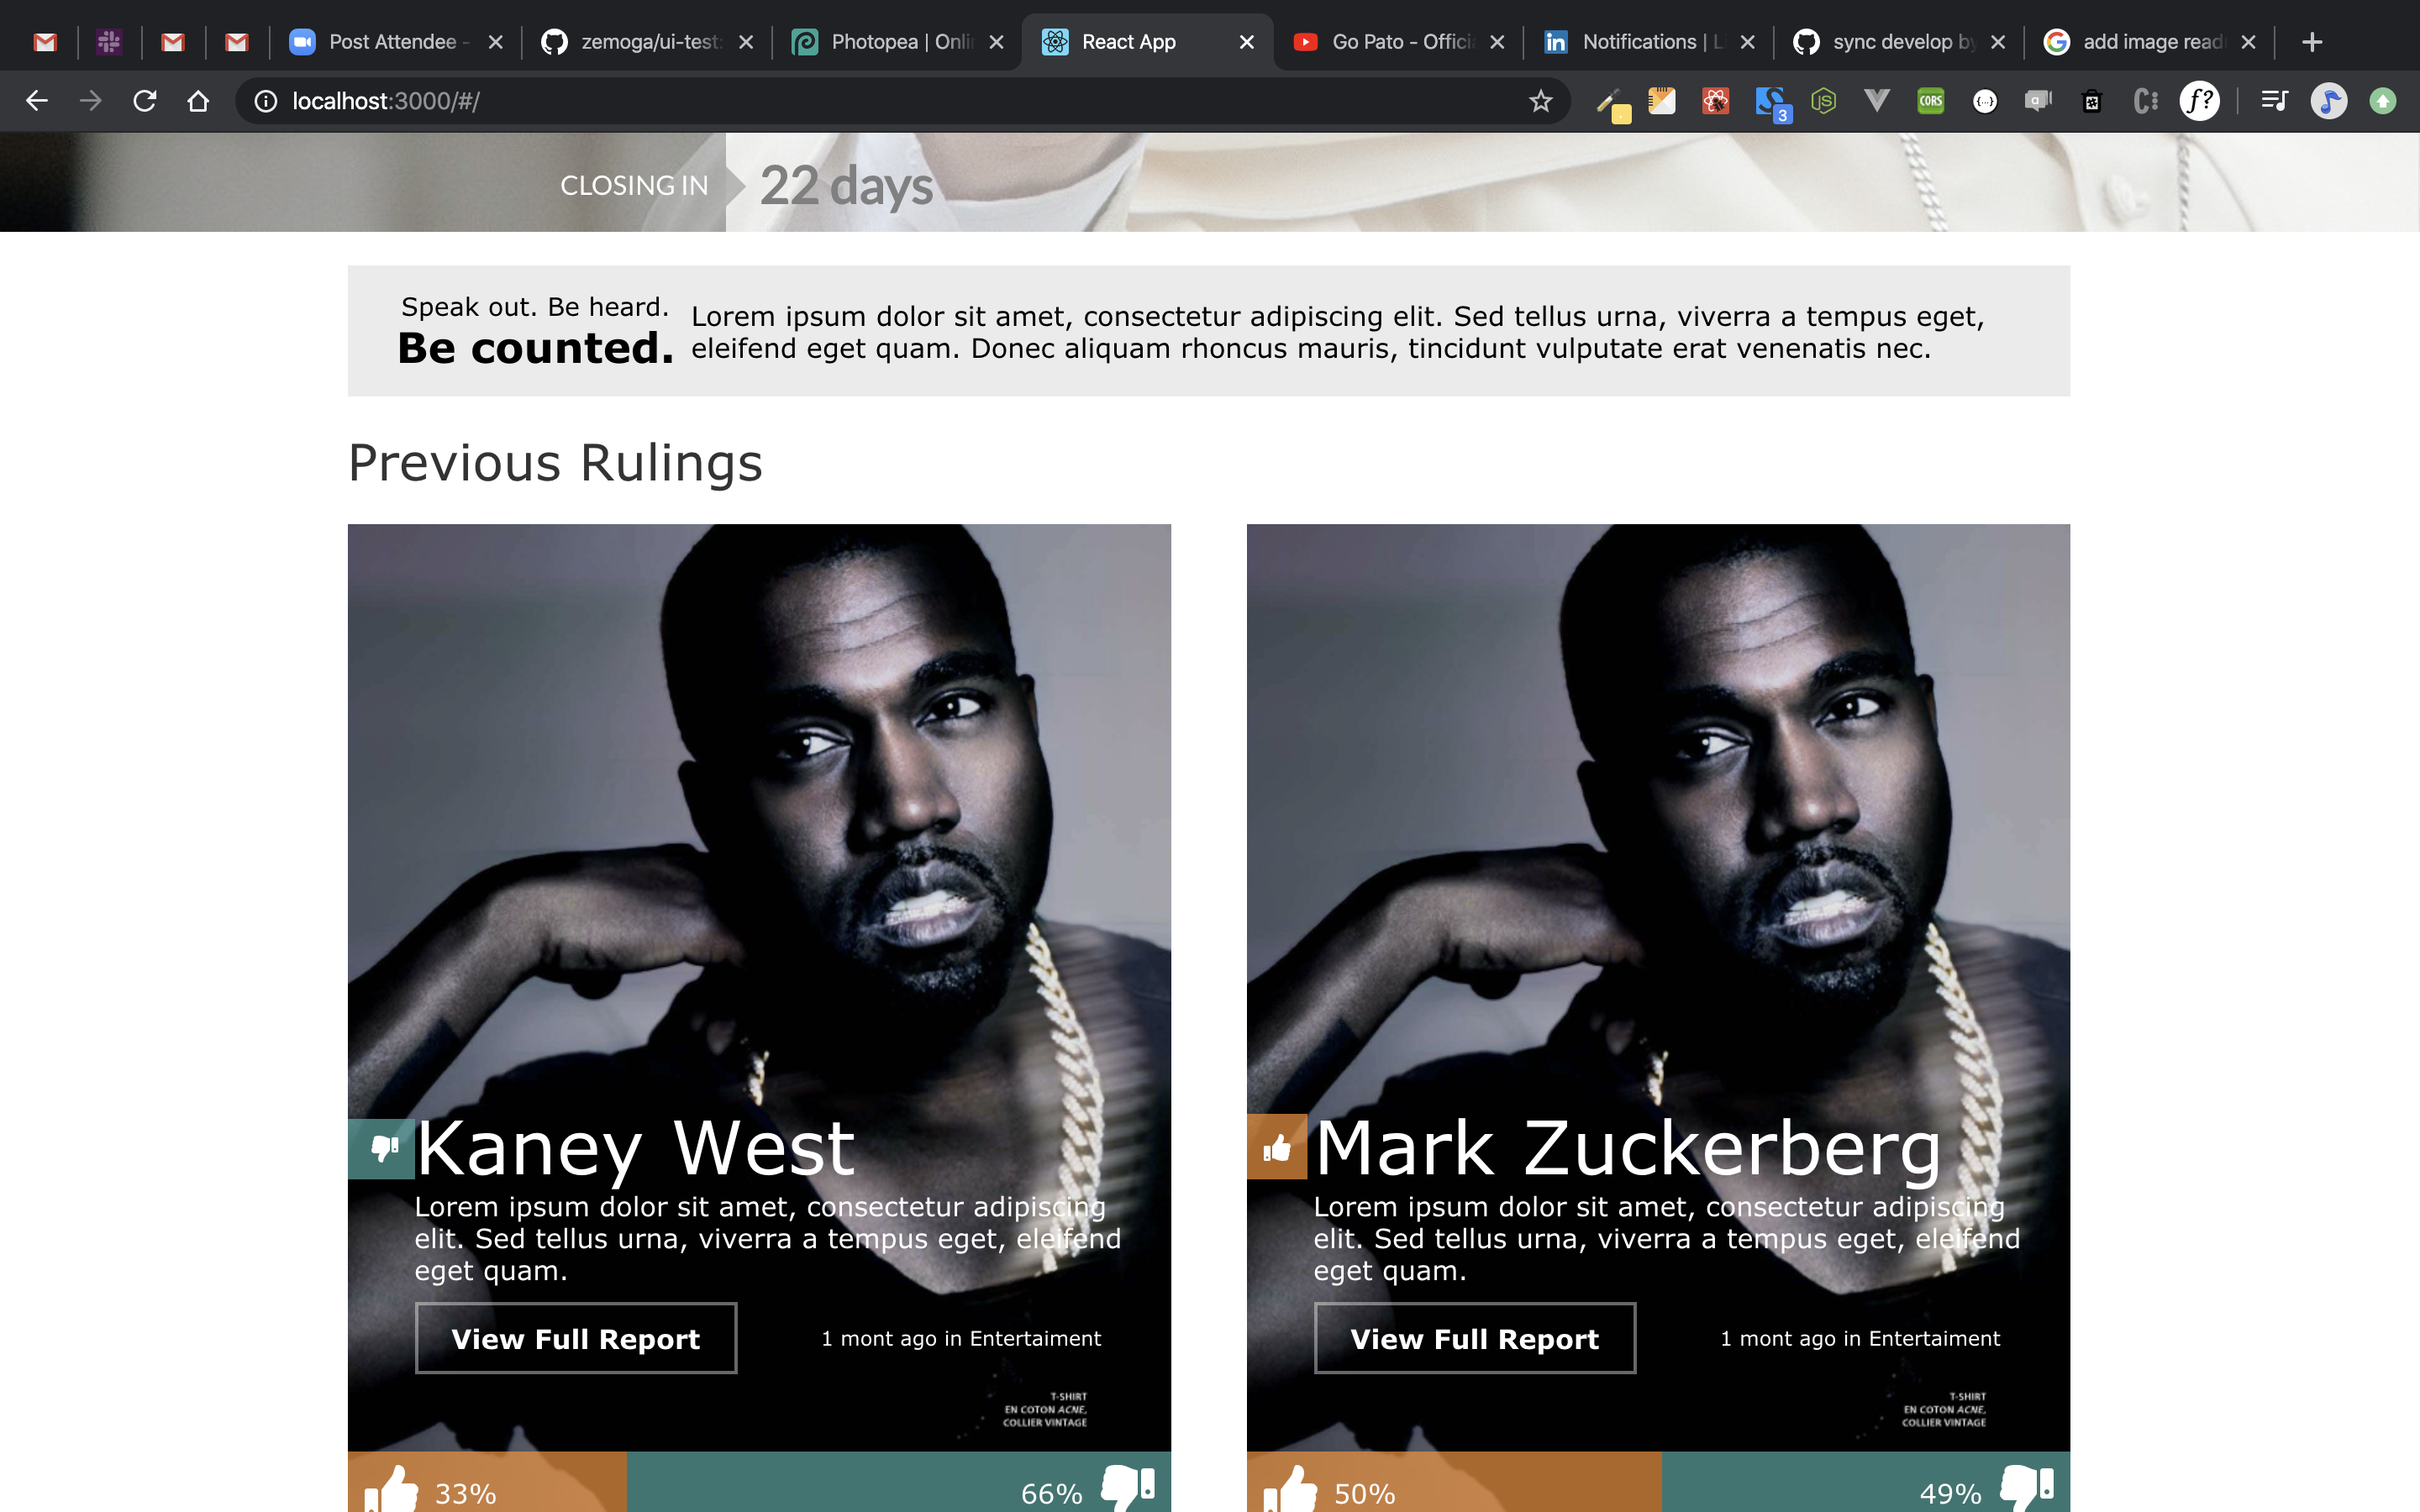 Post Attendee -
zemoga/ui-test:
Photopea | Onli
React App
Go Pato - Offici
Notifications | L
sync develop by
add image read
localhost:3000/#/
3
JS
CORS
{...}
a
C:
f?
CLOSING IN
22 days
Speak out. Be heard.
Be counted.
Lorem ipsum dolor sit amet, consectetur adipiscing elit. Sed tellus urna, viverra a tempus eget,
eleifend eget quam. Donec aliquam rhoncus mauris, tincidunt vulputate erat venenatis nec.
Previous Rulings
Kaney West
Lorem ipsum dolor sit amet, consectetur adipiscing
elit. Sed tellus urna, viverra a tempus eget, eleifend
eget quam.
View Full Report
1 mont ago in Entertaiment
T-SHIRT
EN COTON ACNE,
COLLIER VINTAGE
33%
66%
Mark Zuckerberg
Lorem ipsum dolor sit amet, consectetur adipiscing
elit. Sed tellus urna, viverra a tempus eget, eleifend
eget quam.
View Full Report
1 mont ago in Entertaiment
T-SHIRT
EN COTON ACNE,
COLLIER VINTAGE
50%
49%